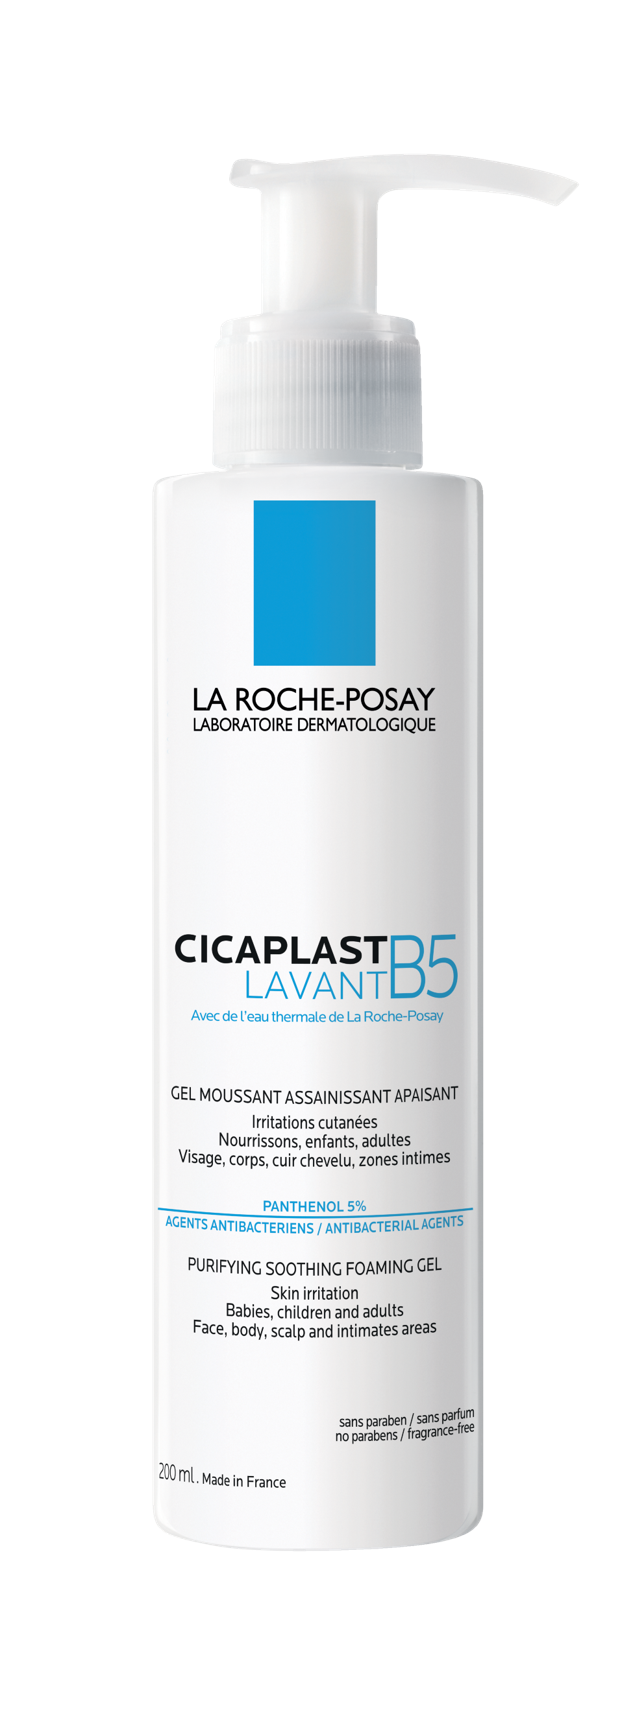 LA ROCHE-POSAY
LABORATOIRE DERMATOLOGIQUE
CICAPLAST B5
LAVANT
Avec de l'eau thermale de La Roche-Posay
GEL MOUSSANT ASSAINISSANT APAISANT
Irritations cutanées
Nourrissons, enfants, adultes
Visage, corps, cuir chevelu, zones intimes
PANTHENOL 5%
AGENTS ANTIBACTERIENS / ANTIBACTERIAL AGENTS
PURIFYING SOOTHING FOAMING GEL
Skin irritation
Babies, children and adults
Face, body, scalp and intimates areas
sans paraben / sans parfum
no parabens / fragrance-free
200 ml . Made in France